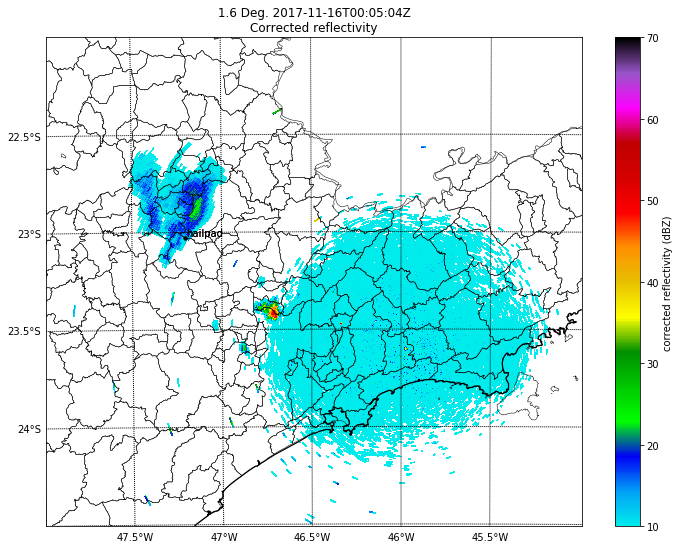 1.6 Deg. 2017-11-16T00:05:04Z
Corrected reflectivity
22.5°S
23°S
23.5°S
24°S
47.5°W
47°W
46.5°W
46°W
45.5°W
hailpad
70
60
50
40
30
20
10
corrected reflectivity (dBZ)